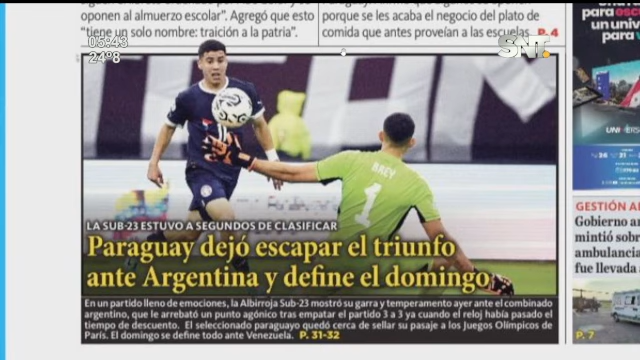 oponen al almuerzo escolar". Agregó que esto
"tiene un solo nombre: traición a la patria".
porque se les acaba el negocio del plato de
comida que antes proveían a las escuelas P. 4
05:43
24°8
SNT
BREY
1
LA SUB-23 ESTUVO A SEGUNDOS DE CLASIFICAR
Paraguay dejó escapar el triunfo
ante Argentina y define el domingo
En un partido lleno de emociones, la Albirroja Sub-23 mostró su garra y temperamento ayer ante el combinado
argentino, que le arrebató un punto agónico tras empatar el partido 3 a 3 ya cuando el reloj había pasado el
tiempo de descuento. El seleccionado paraguayo quedó cerca de sellar su pasaje a los Juegos Olímpicos de
París. El domingo se define todo ante Venezuela. P. 31-32
para es
un univ
para v
GESTIÓN A
Gobierno a
mintió sobr
ambulancia
fue llevada
P. 7